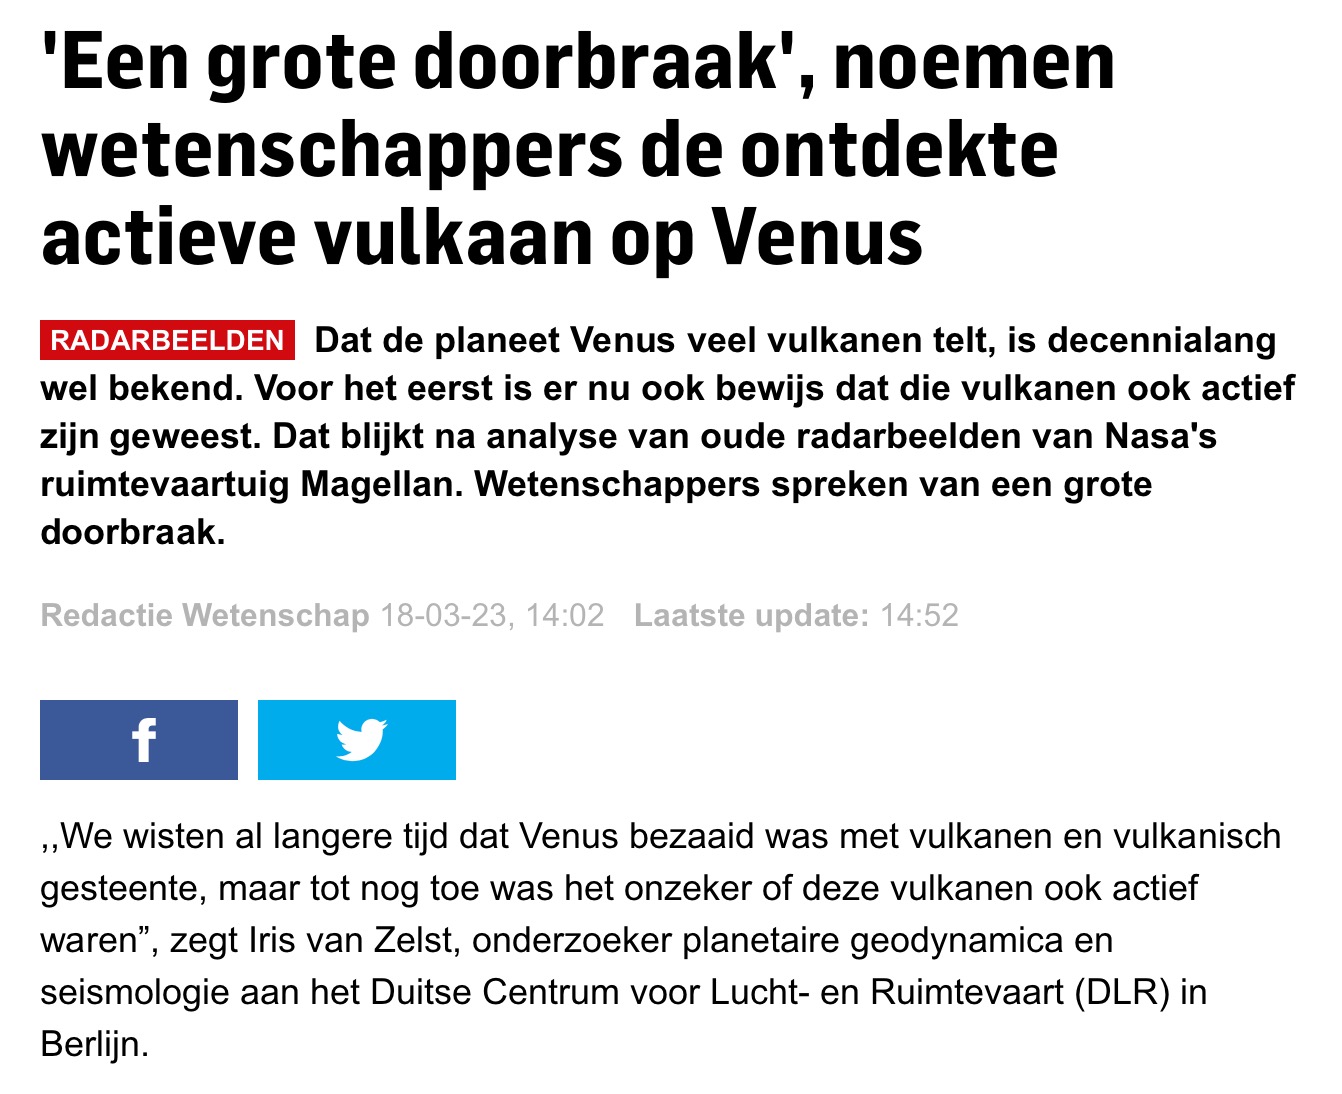 'Een grote doorbraak', noemen
wetenschappers de ontdekte
actieve vulkaan op Venus
RADARBEELDEN Dat de planeet Venus veel vulkanen telt, is decennialang
wel bekend. Voor het eerst is er nu ook bewijs dat die vulkanen ook actief
zijn geweest. Dat blijkt na analyse van oude radarbeelden van Nasa's
ruimtevaartuig Magellan. Wetenschappers spreken van een grote
doorbraak.
Redactie Wetenschap 18-03-23, 14:02 Laatste update: 14:52
f
,,We wisten al langere tijd dat Venus bezaaid was met vulkanen en vulkanisch
gesteente, maar tot nog toe was het onzeker of deze vulkanen ook actief
waren”, zegt Iris van Zelst, onderzoeker planetaire geodynamica en
seismologie aan het Duitse Centrum voor Lucht- en Ruimtevaart (DLR) in
Berlijn.